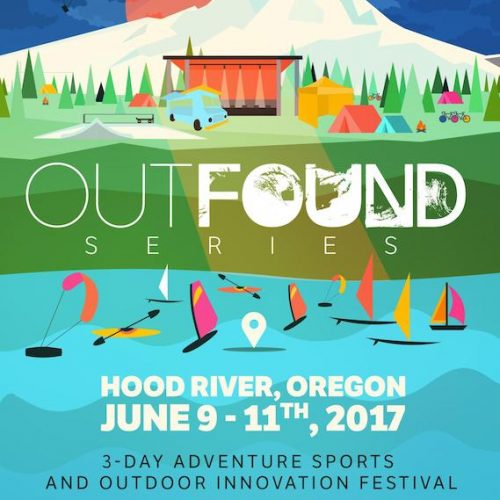 OUTFOUND
SERIES
HOOD RIVER, OREGON
JUNE 9 - 11TH, 2017
3-DAY ADVENTURE SPORTS
AND OUTDOOR INNOVATION FESTIVAL